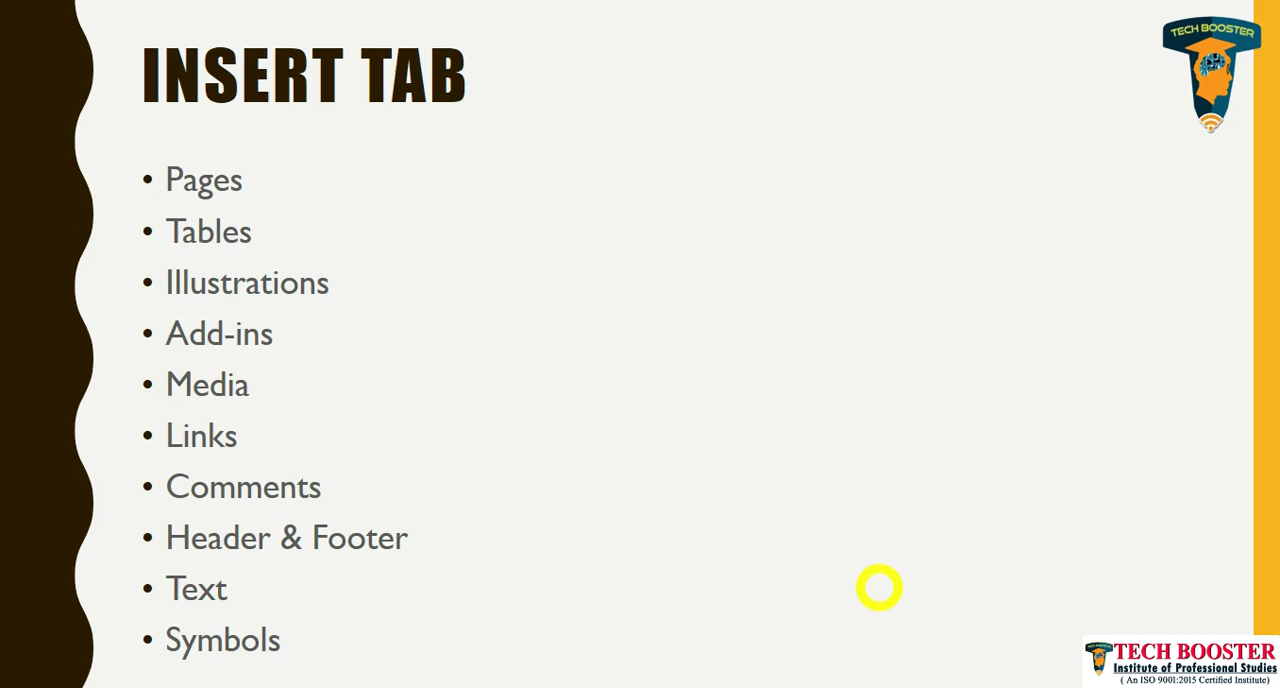 TECH BOOSTER
INSERT TAB
• Pages
• Tables
• Illustrations
• Add-ins
• Media
• Links
• Comments
• Header & Footer
• Text
• Symbols
TECH BOOSTER
Institute of Professional Studies
( An ISO 9001:2015 Certified Institute)